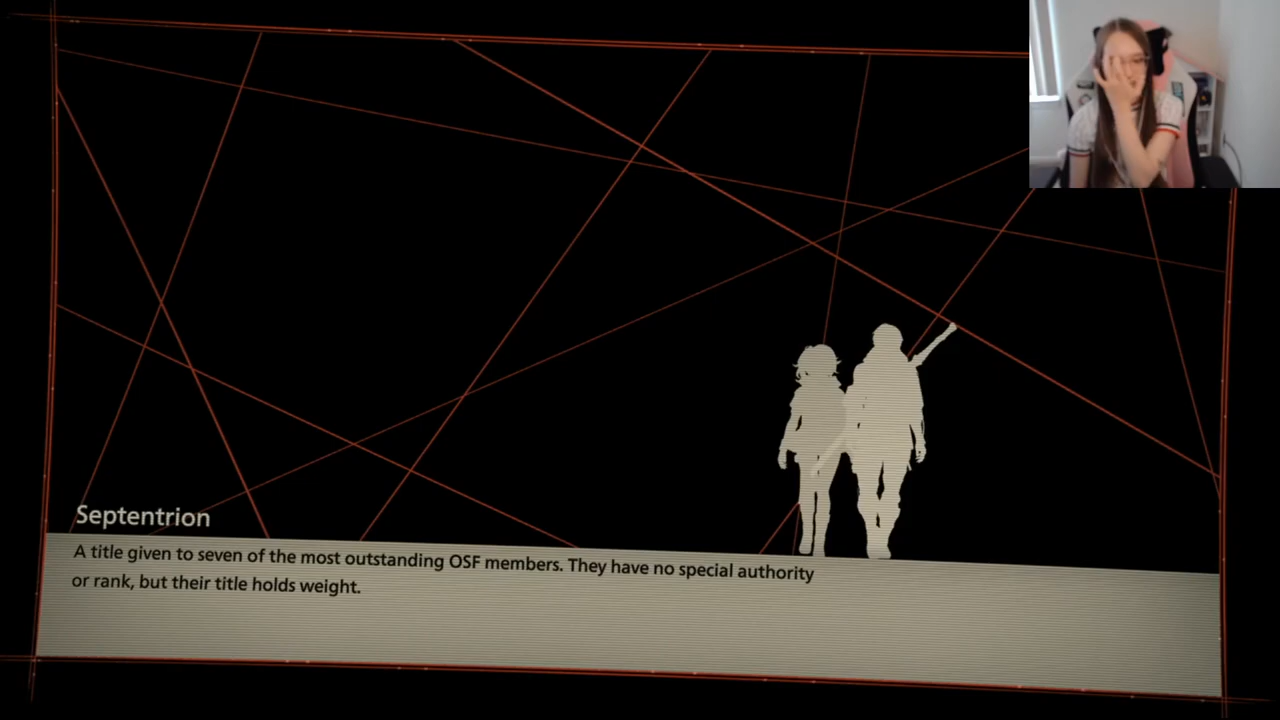 Septentrion
A title given to seven of the most outstanding OSF members. They have no special authority
or rank, but their title holds weight.